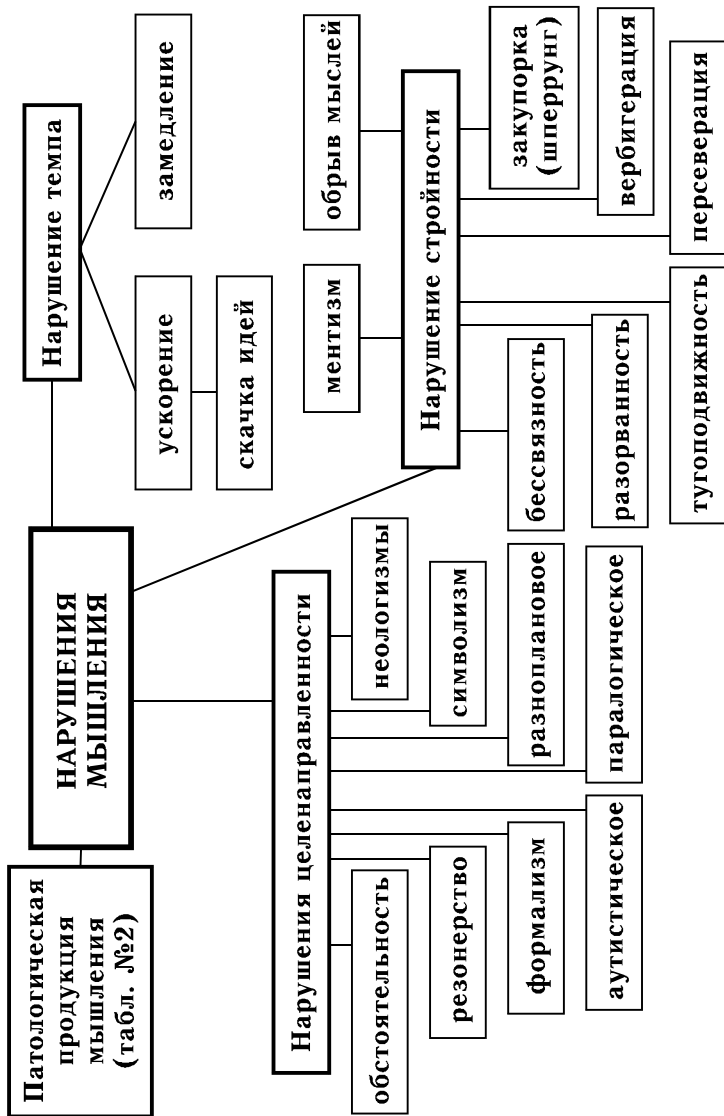 НАРУШЕНИЯ
МЫШЛЕНИЯ
Патологическая
продукция
мышления
(табл. №2)
Нарушение темпа
ускорение
замедление
скачка идей
Нарушения целенаправленности
обстоятельность
неологизмы
резонерство
символизм
формализм
разноплановое
аутистическое
паралогическое
ментизм
обрыв мыслей
Нарушение стройности
бессвязность
закупорка
(шперрунг)
разорванность
вербигерация
тугоподвижность
персеверация